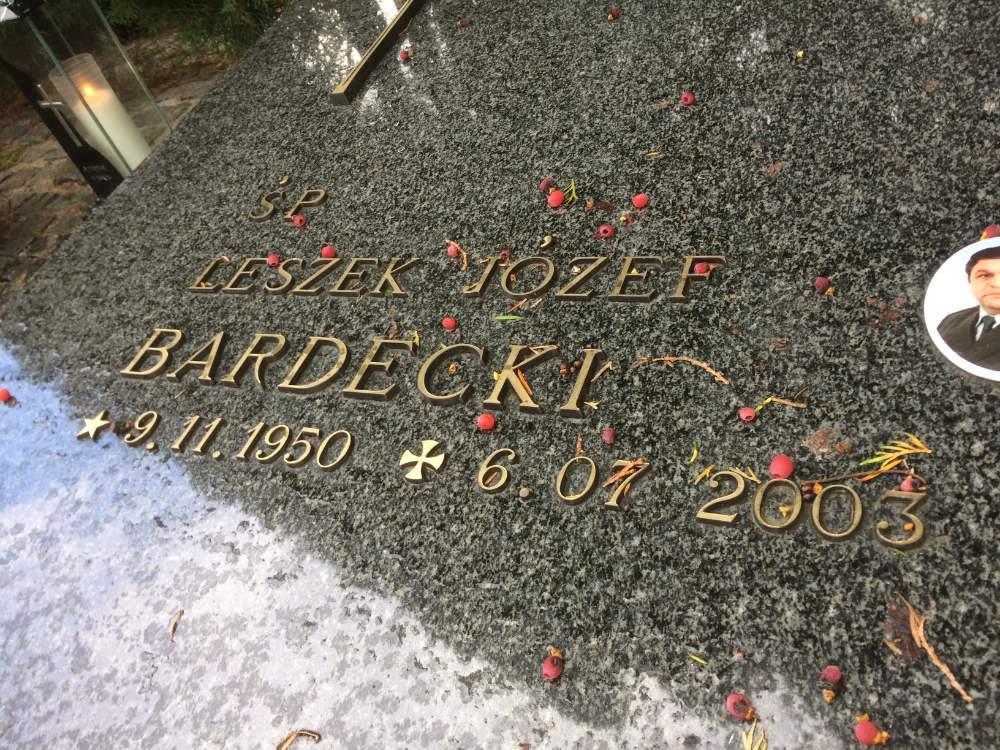 ŚP
LESZEK JÓZEF
BARDECKI
9.11.1950 6.07 2003